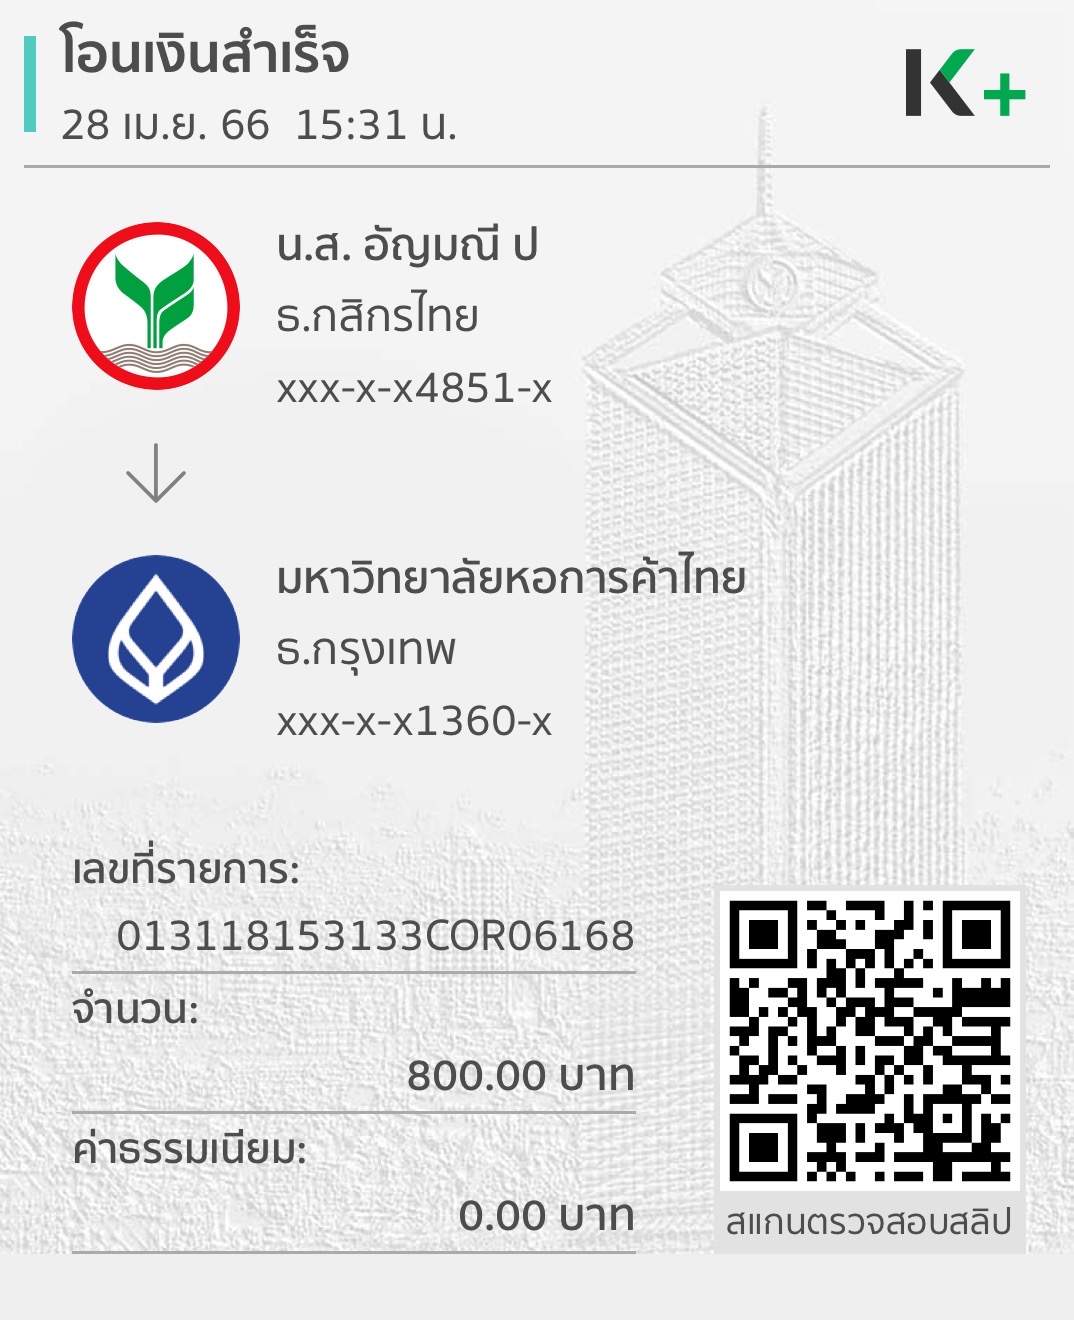 โอนเงินสำเร็จ
28 เม.ย. 66  15:31 น.
K+
น.ส. อัญมณี ป
ธ.กสิกรไทย
xxx-x-x4851-x
มหาวิทยาลัยหอการค้าไทย
ธ.กรุงเทพ
xxx-x-x1360-x
เลขที่รายการ:
013118153133COR06168
จำนวน:
800.00 บาท
ค่าธรรมเนียม:
0.00 บาท
สแกนตรวจสอบสลิป